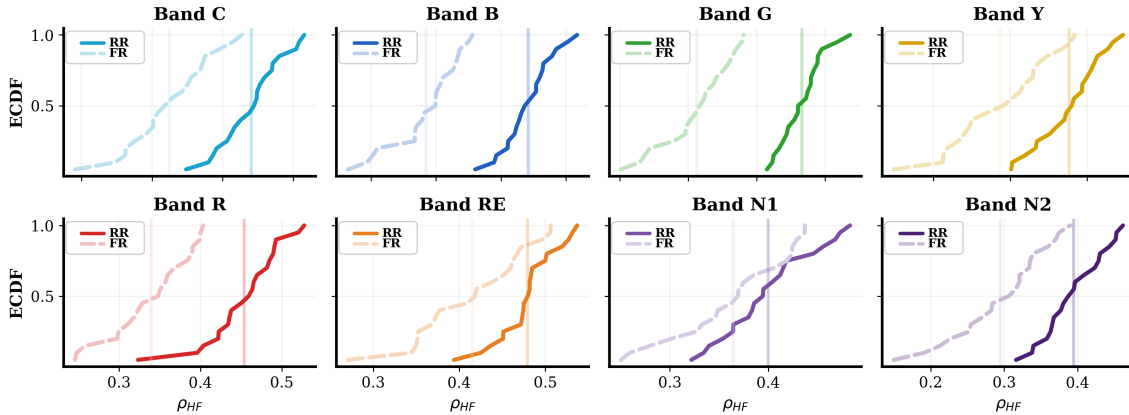 Band C
Band B
Band G
Band Y
ECDF
1.0
0.5
RR
FR
RR
FR
RR
FR
RR
FR
Band R
Band RE
Band N1
Band N2
ECDF
1.0
0.5
RR
FR
RR
FR
RR
FR
RR
FR
0.3 0.4 0.5
0.3 0.4 0.5
0.3 0.4
0.2 0.3 0.4
ρHF
ρHF
ρHF
ρHF